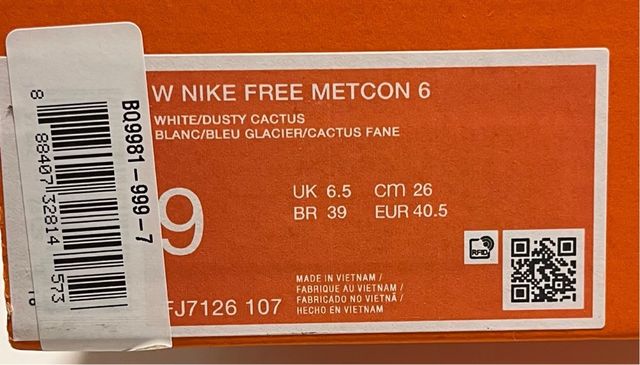 W NIKE FREE METCON 6
WHITE/DUSTY CACTUS
BLANC/BLEU GLACIER/CACTUS FANE
9
UK 6.5 cm 26
BR 39 EUR 40.5
RFID
MADE IN VIETNAM /
FABRIQUE AU VIETNAM /
FABRICADO NO VIETNÃ /
HECHO EN VIETNAM
FJ7126 107
BQ9981-999-7
8 88407 32814 573